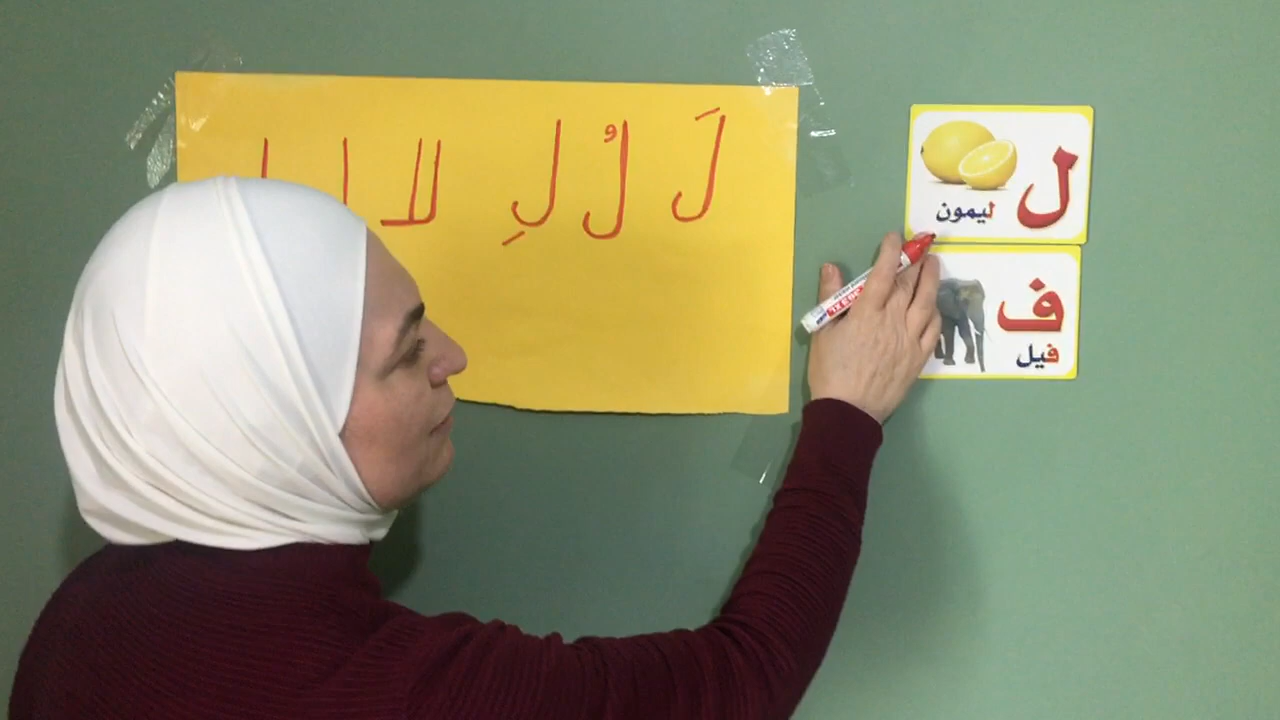 لَ لُ لِ لا
ل
ليمون
ف
فيل